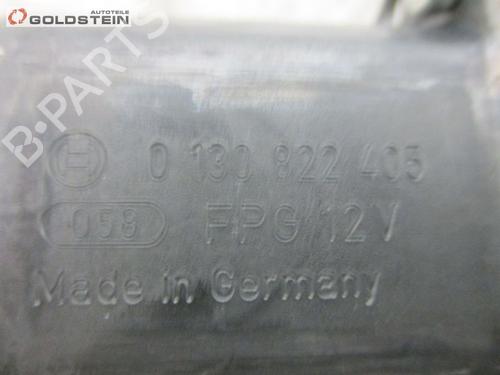 AUTOTEILE
GOLDSTEIN
B-PARTS
0 130 822 405
058 FPG 12V
Made in Germany